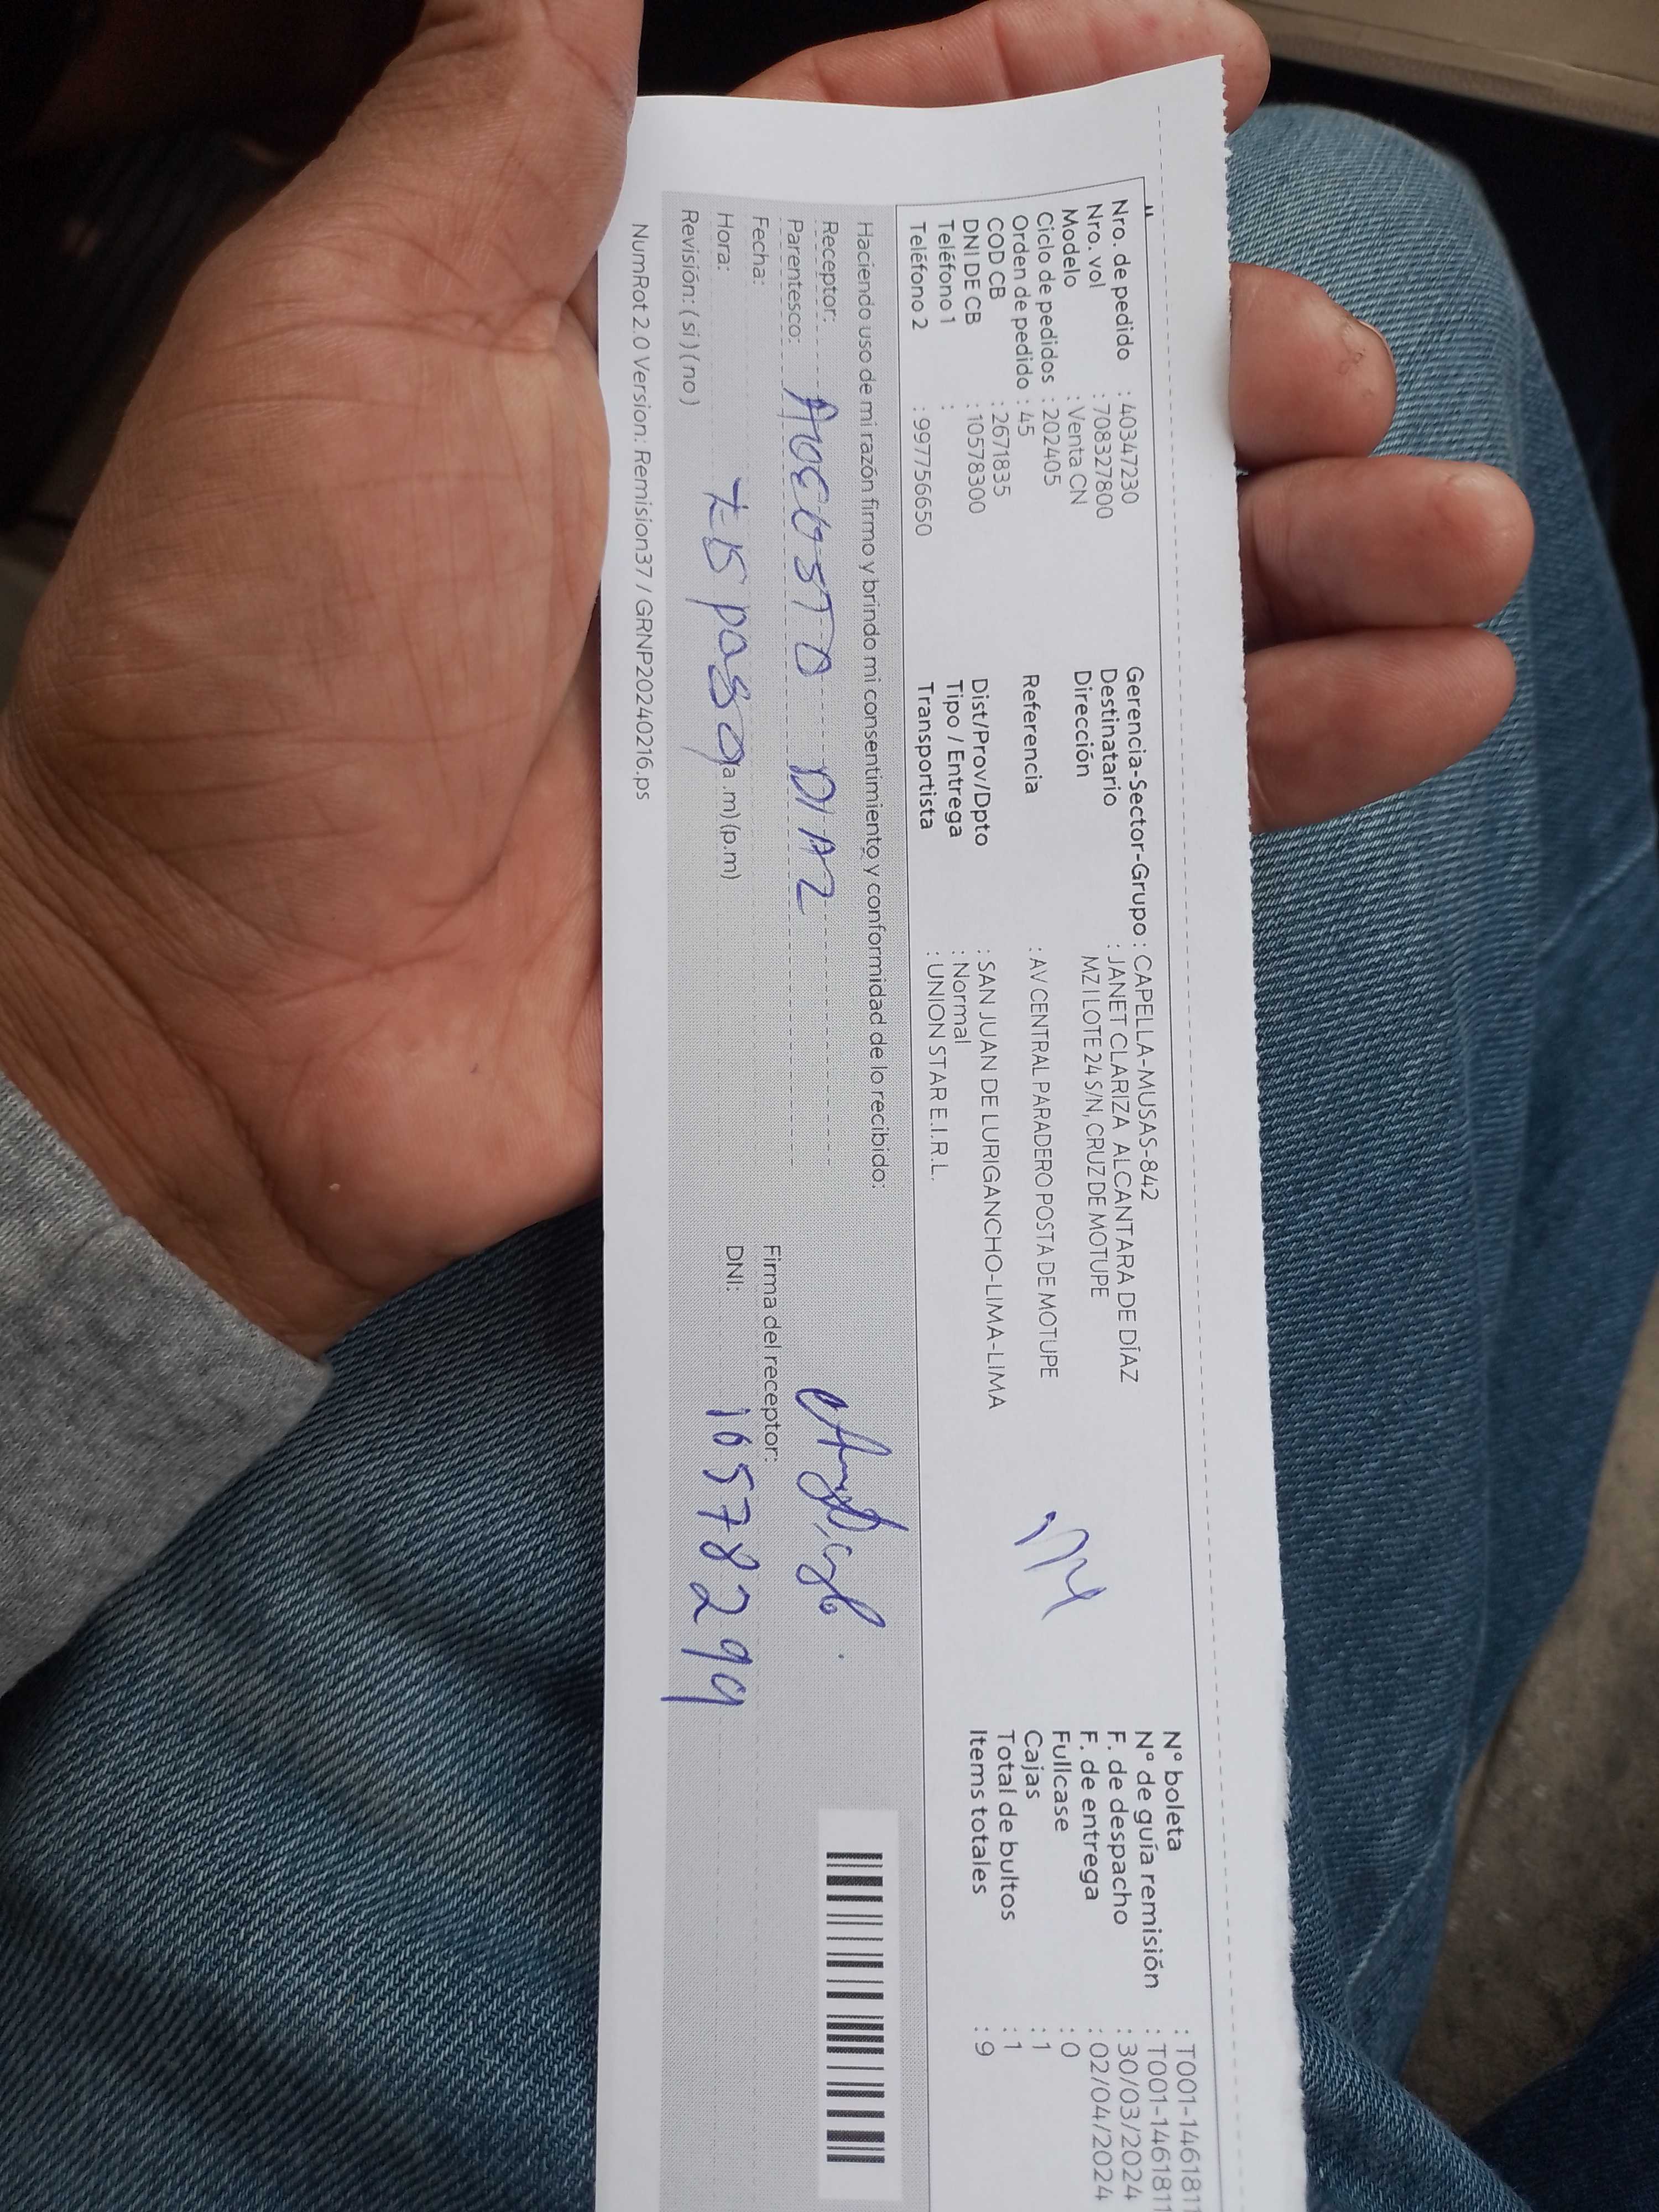 Nro. de pedido : 40347230
Nro. vol : 708327800
Modelo : Venta CN
Ciclo de pedidos : 202405
Orden de pedido : 45
COD CB : 2671835
DNI DE CB : 10578300
Teléfono 1 :
Teléfono 2 : 997756650
Gerencia-Sector-Grupo : CAPELLA-MUSAS-842
Destinatario : JANET CLARIZA ALCANTARA DE DÍAZ
Dirección MZ I LOTE 24 S/N, CRUZ DE MOTUPE
Referencia : AV CENTRAL PARADERO POSTA DE MOTUPE
Dist/Prov/Dpto : SAN JUAN DE LURIGANCHO-LIMA-LIMA
Tipo / Entrega : Normal
Transportista : UNION STAR E.I.R.L.
N° boleta : T001-1461811
N° de guía remisión : T001-1461811
F. de despacho : 30/03/2024
F. de entrega : 02/04/2024
Fullcase : 0
Cajas : 1
Total de bultos : 1
Items totales : 9
Haciendo uso de mi razón firmo y brindo mi consentimiento y conformidad de lo recibido:
Receptor:
Parentesco: DIAZ
Fecha:
Hora: (a.m) (p.m)
Revisión: ( si ) ( no )
Firma del receptor:
DNI: 10578299
NumRot 2.0 Version: Remision37 / GRNP20240216.ps